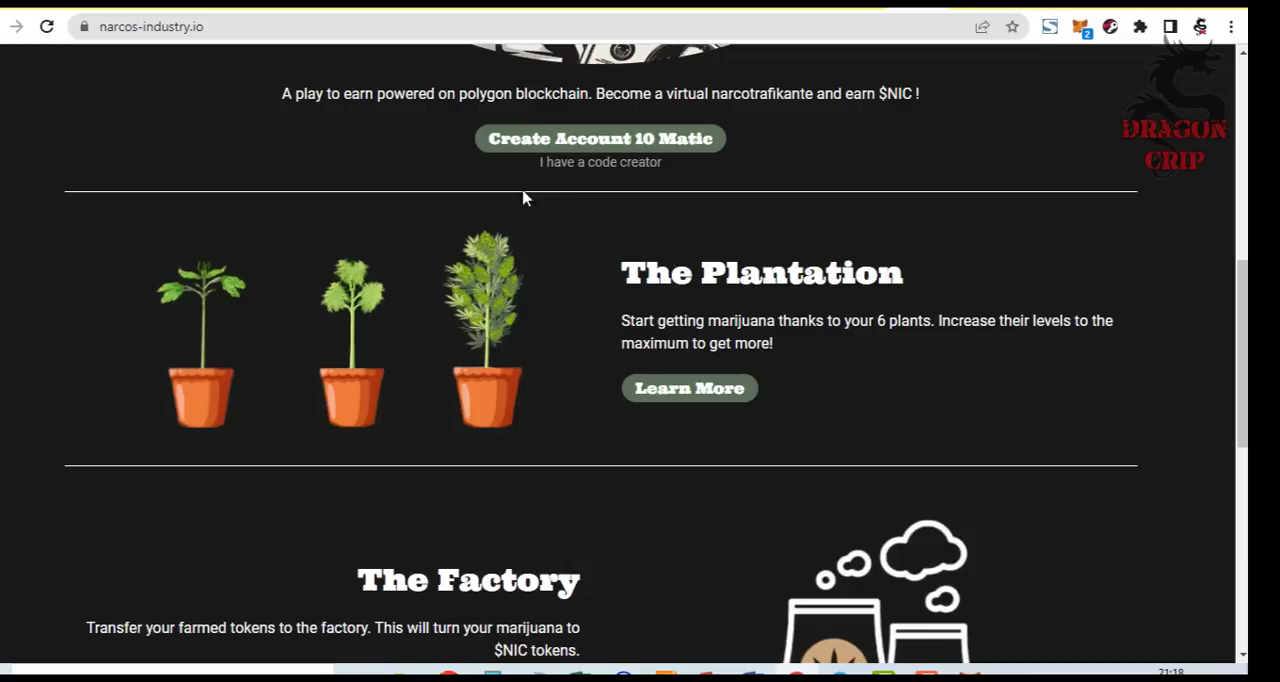 narcos-industry.io
2
DRAGON
CRIP
A play to earn powered on polygon blockchain. Become a virtual narcotrafikante and earn $NIC !
Create Account 10 Matic
I have a code creator
The Plantation
Start getting marijuana thanks to your 6 plants. Increase their levels to the
maximum to get more!
Learn More
The Factory
Transfer your farmed tokens to the factory. This will turn your marijuana to
$NIC tokens.
21:18